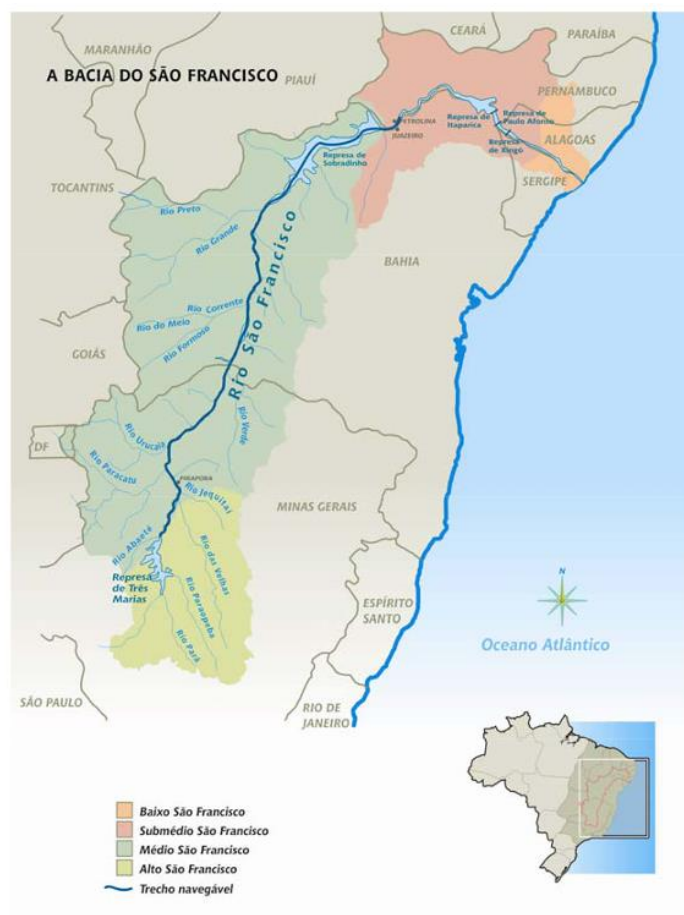 CEARÁ
PARAÍBA
MARANHÃO
A BACIA DO SÃO FRANCISCO
PIAUÍ
PERNAMBUCO
PETROLINA
JUAZEIRO
Represa de
Itaparica
Represa de
Paulo Afonso
Represa
de Xingó
ALAGOAS
SERGIPE
Represa de
Sobradinho
TOCANTINS
Rio Preto
Rio Grande
Rio São Francisco
BAHIA
Rio Corrente
Rio do Meio
Rio Formoso
GOIÁS
DF
Rio Urucuia
Rio Verde
Rio Paracatu
PIRAPORA
Rio Jequitaí
MINAS GERAIS
Rio Abaeté
Represa
de Três
Marias
Rio das Velhas
Rio Paraopeba
Rio Pará
ESPÍRITO
SANTO
N
Oceano Atlântico
SÃO PAULO
RIO DE
JANEIRO
Baixo São Francisco
Submédio São Francisco
Médio São Francisco
Alto São Francisco
Trecho navegável